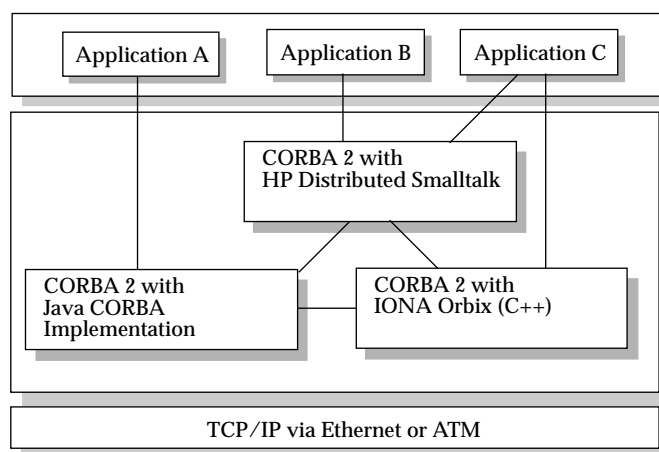 Application A
Application B
Application C
CORBA 2 with
HP Distributed Smalltalk
CORBA 2 with
Java CORBA
Implementation
CORBA 2 with
IONA Orbix (C++)
TCP/IP via Ethernet or ATM